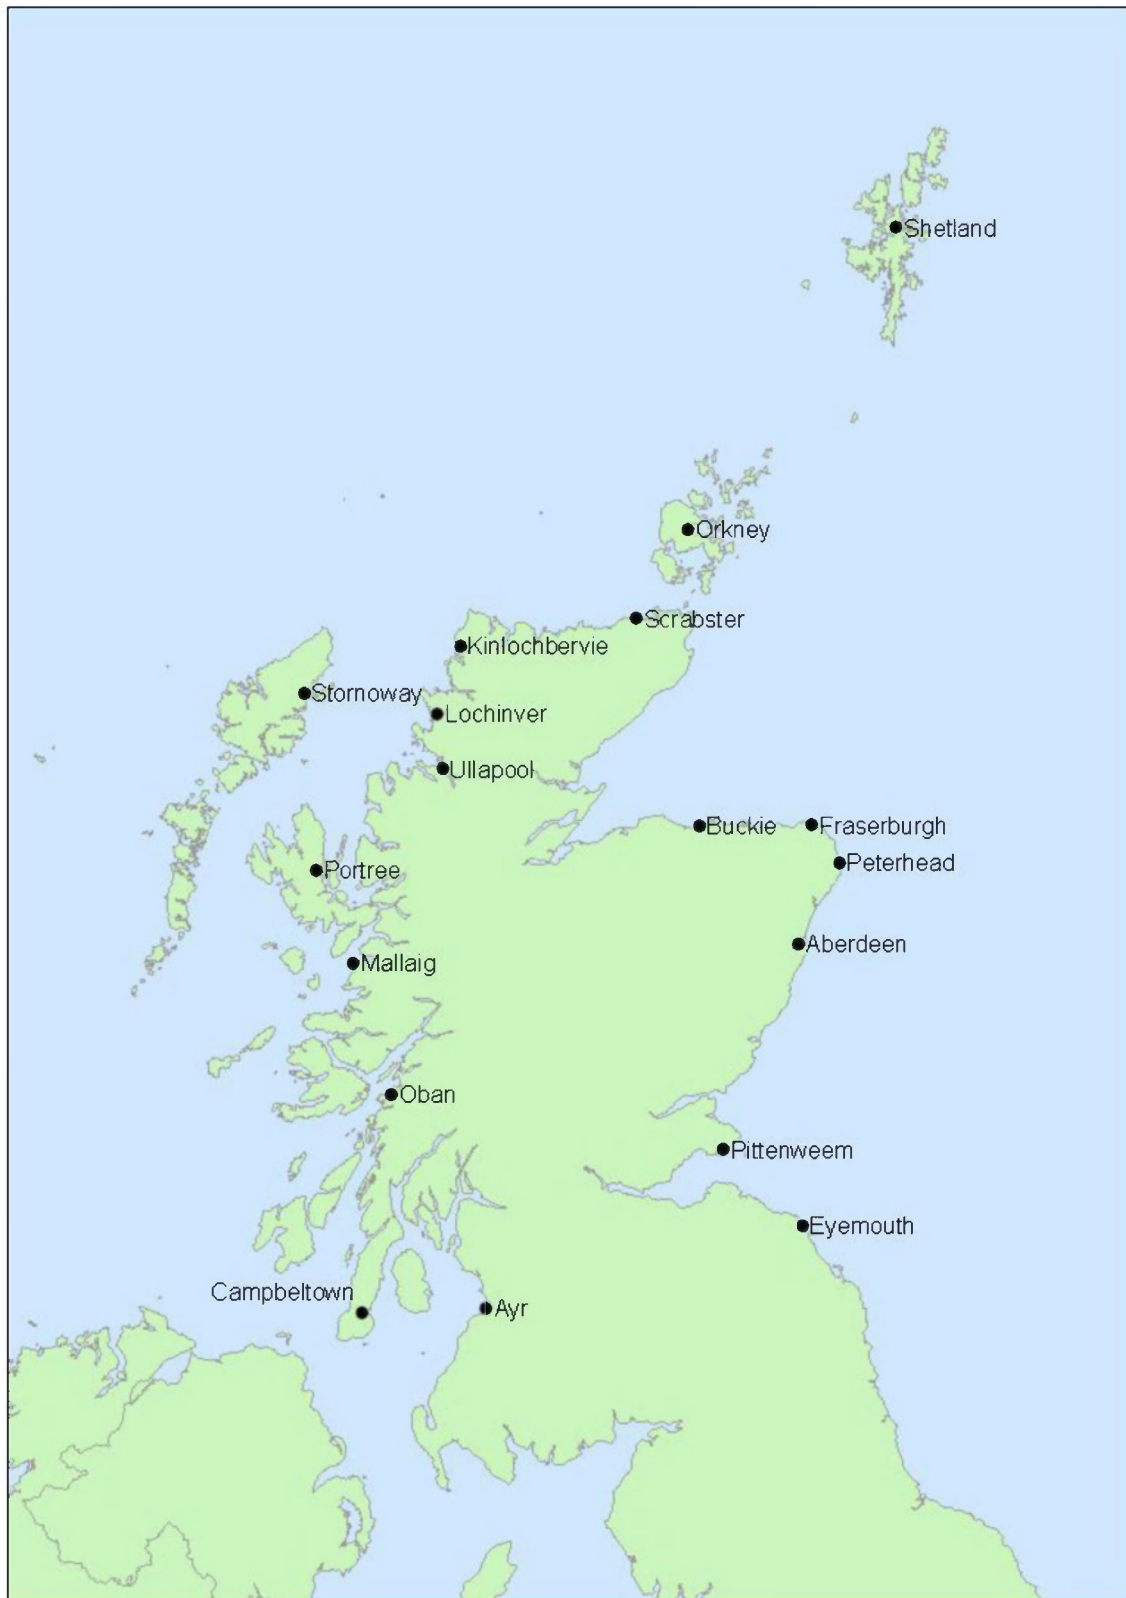 Shetland
Orkney
Scrabster
Kinlochbervie
Stornoway
Lochinver
Ullapool
Buckie
Fraserburgh
Peterhead
Portree
Aberdeen
Mallaig
Oban
Pittenweem
Eyemouth
Campbeltown
Ayr